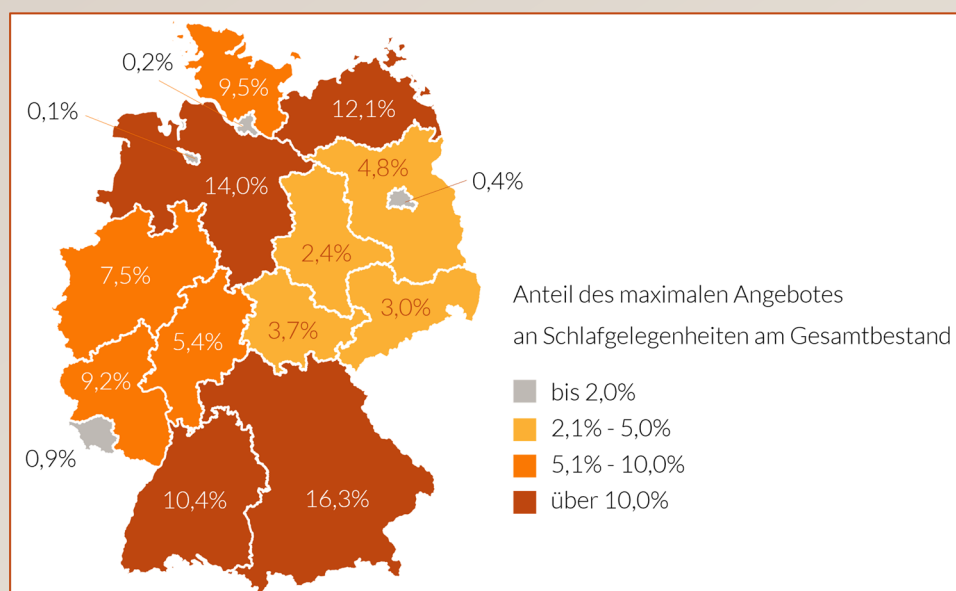 0,2%
9,5%
0,1%
12,1%
14,0%
4,8%
0,4%
2,4%
7,5%
3,0%
3,7%
5,4%
9,2%
0,9%
10,4%
16,3%
Anteil des maximalen Angebotes
an Schlafgelegenheiten am Gesamtbestand
bis 2,0%
2,1% - 5,0%
5,1% - 10,0%
über 10,0%